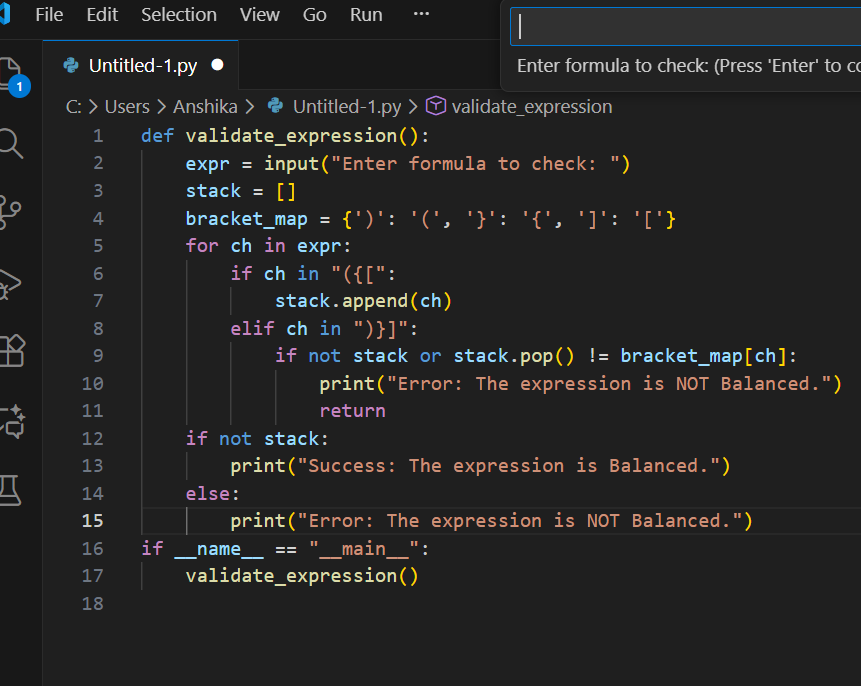 File Edit Selection View Go Run ···
Enter formula to check: (Press 'Enter' to co
1
Untitled-1.py
C: > Users > Anshika > Untitled-1.py > validate_expression
1 def validate_expression():
2     expr = input("Enter formula to check: ")
3     stack = []
4     bracket_map = {')': '(', '}': '{', ']': '['}
5     for ch in expr:
6         if ch in "({[":
7             stack.append(ch)
8         elif ch in ")}]":
9             if not stack or stack.pop() != bracket_map[ch]:
10                 print("Error: The expression is NOT Balanced.")
11                 return
12     if not stack:
13         print("Success: The expression is Balanced.")
14     else:
15         print("Error: The expression is NOT Balanced.")
16 if __name__ == "__main__":
17     validate_expression()
18